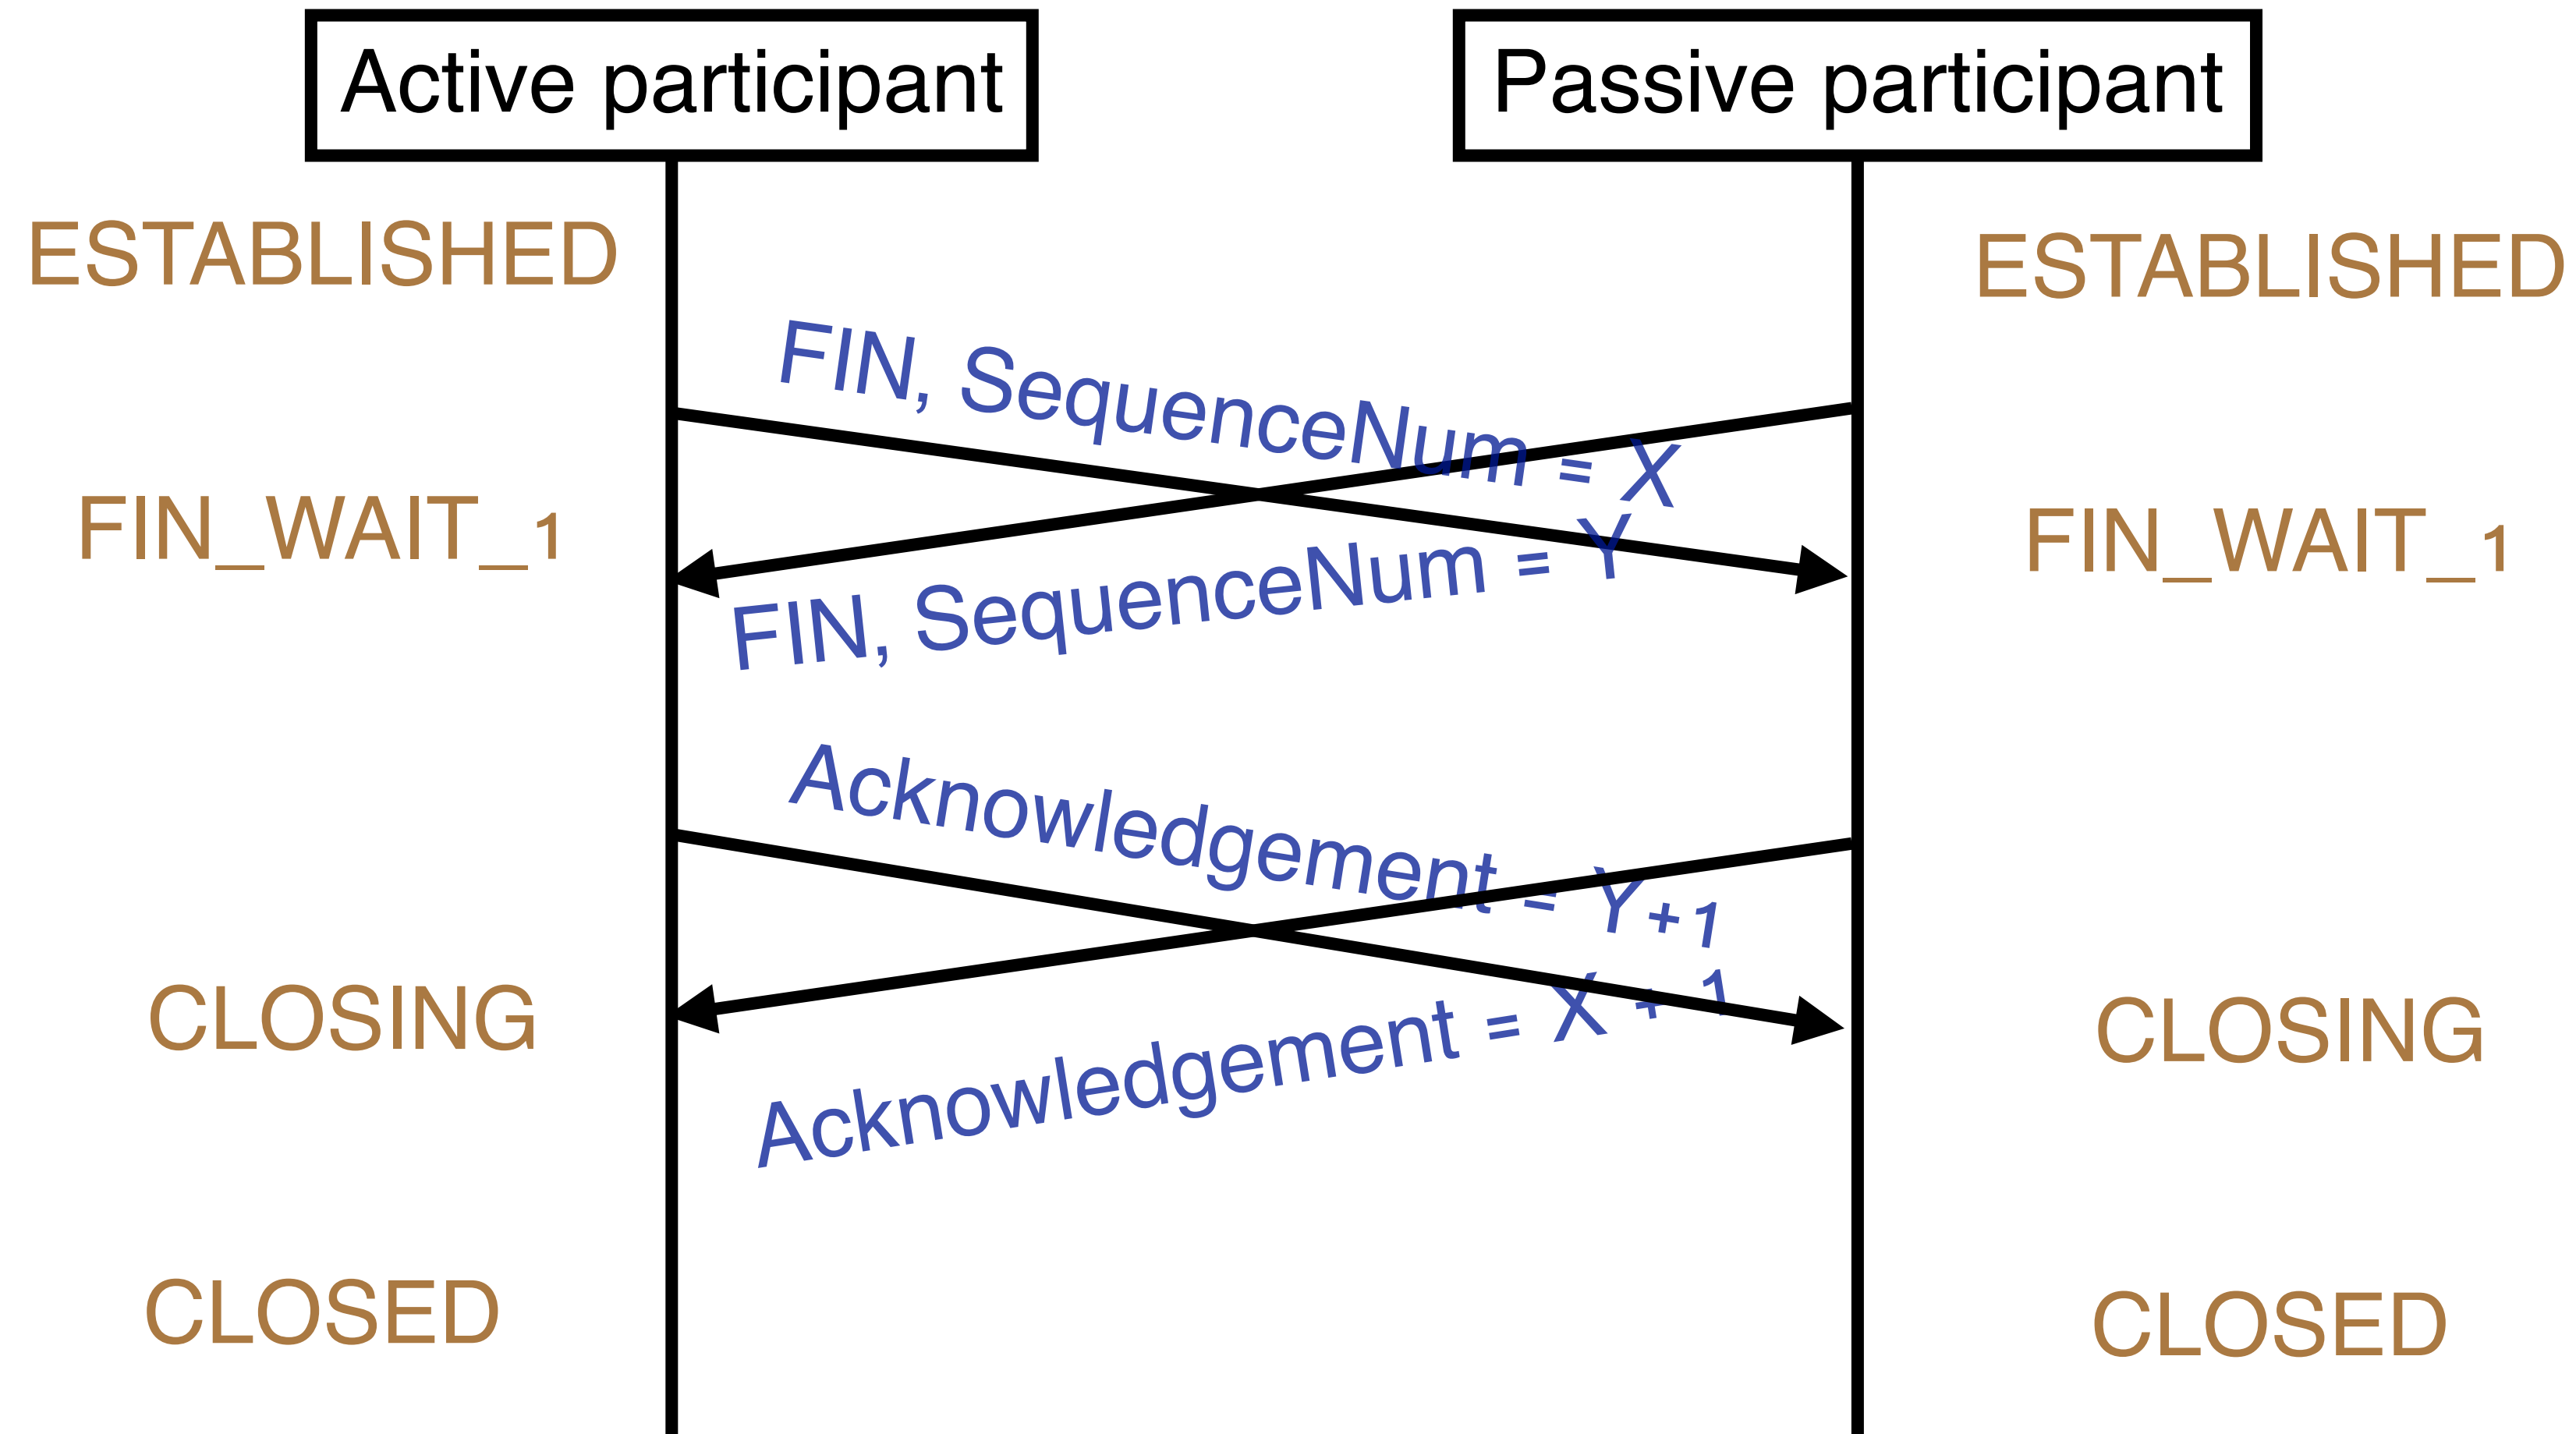 Active participant
Passive participant
ESTABLISHED
ESTABLISHED
FIN, SequenceNum = X
FIN_WAIT_1
FIN_WAIT_1
FIN, SequenceNum = Y
Acknowledgement = Y+1
CLOSING
CLOSING
Acknowledgement = X + 1
CLOSED
CLOSED